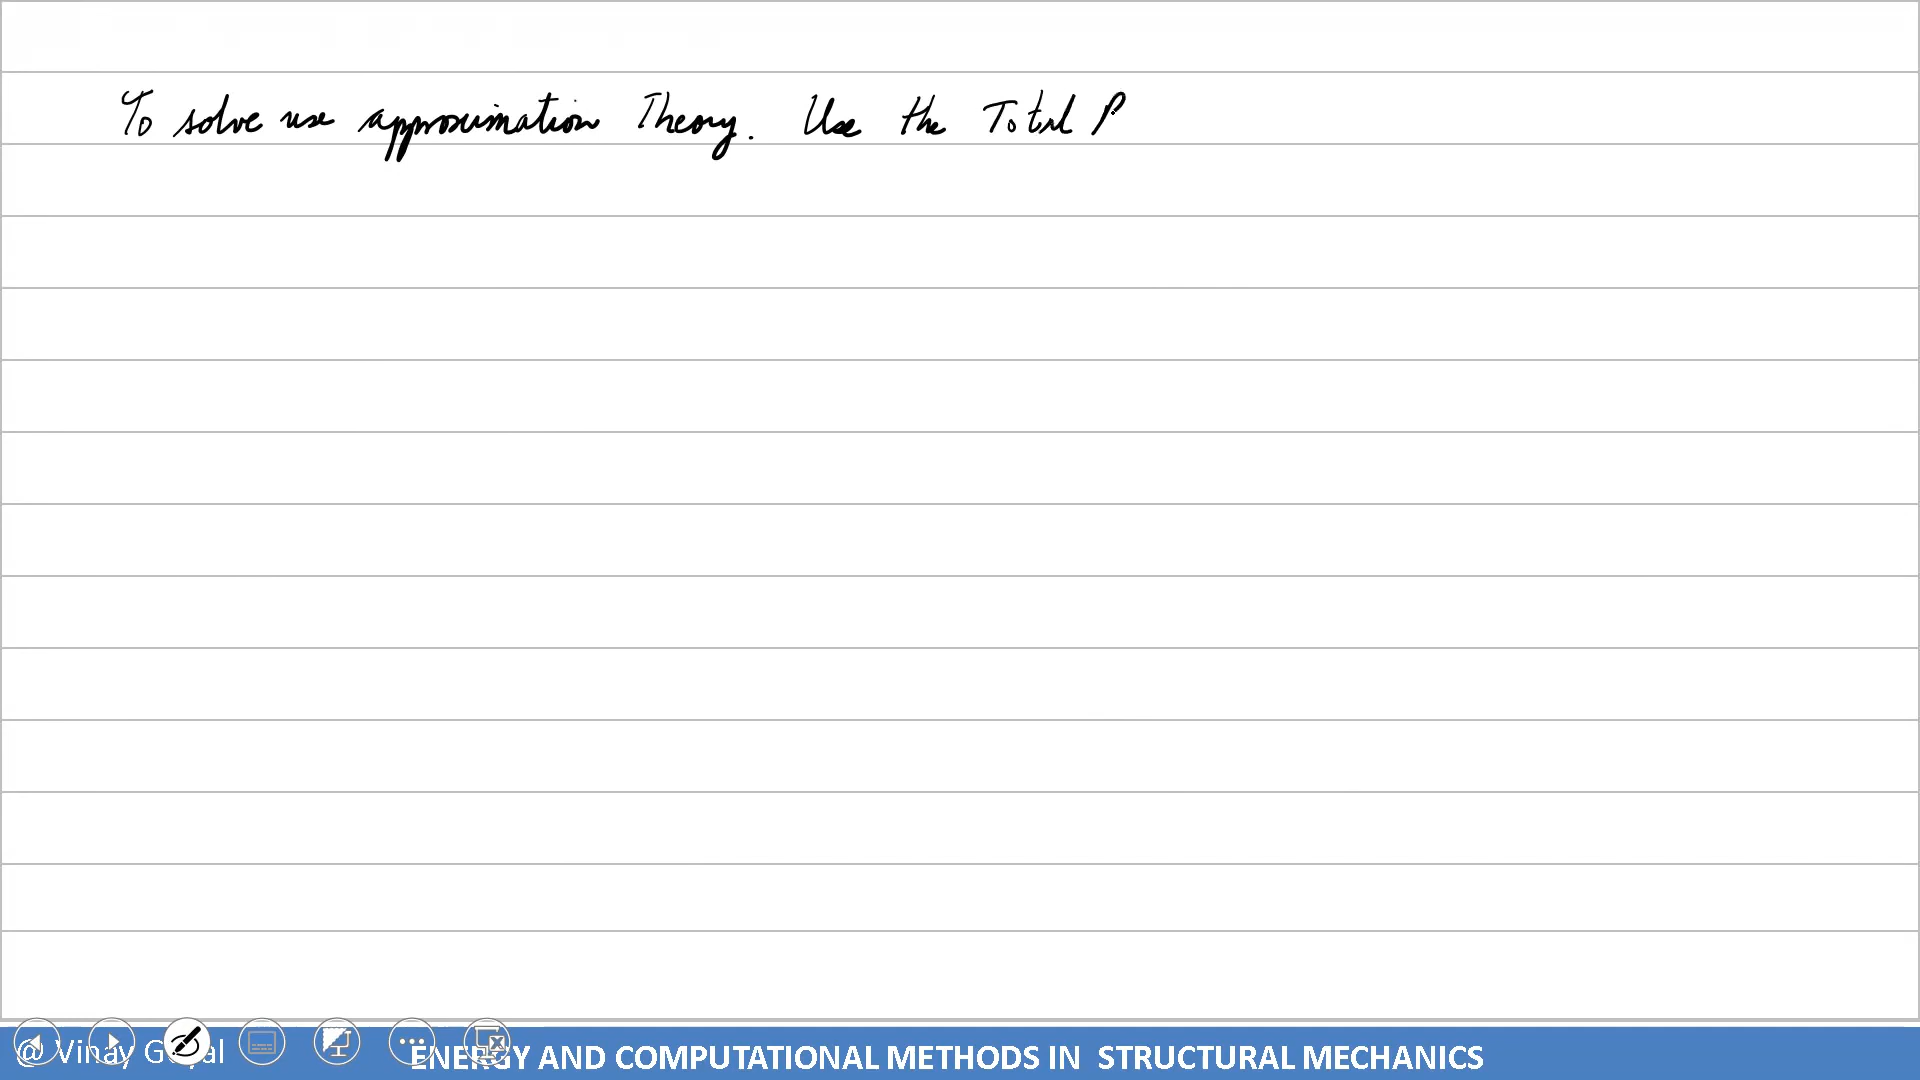 To solve use approximation Theory. Use the Total P
@ Vinay Goyal
ENERGY AND COMPUTATIONAL METHODS IN STRUCTURAL MECHANICS